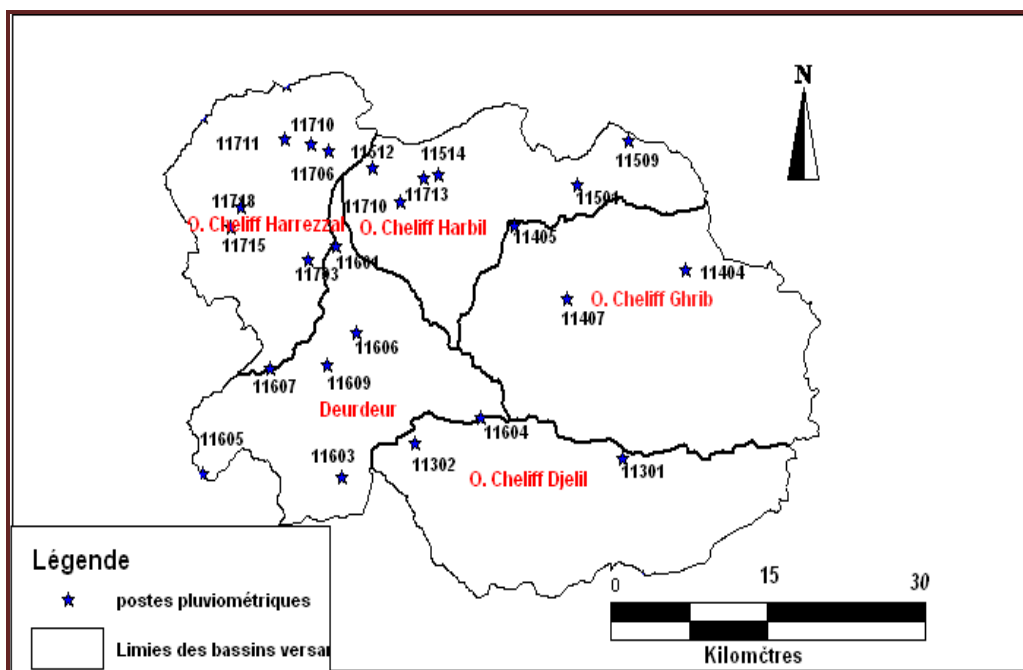 N
11710
11711
11706
11512
11514
11713
11710
11509
11501
11718
O. Cheliff Harrezzal
11715
O. Cheliff Harbil
11405
11601
11703
11404
O. Cheliff Ghrib
11407
11606
11609
11607
Deurdeur
11604
11605
11603
11302
11301
O. Cheliff Djelil
Légende
postes pluviométriques
Limies des bassins versa
0 15 30
Kilomčtres